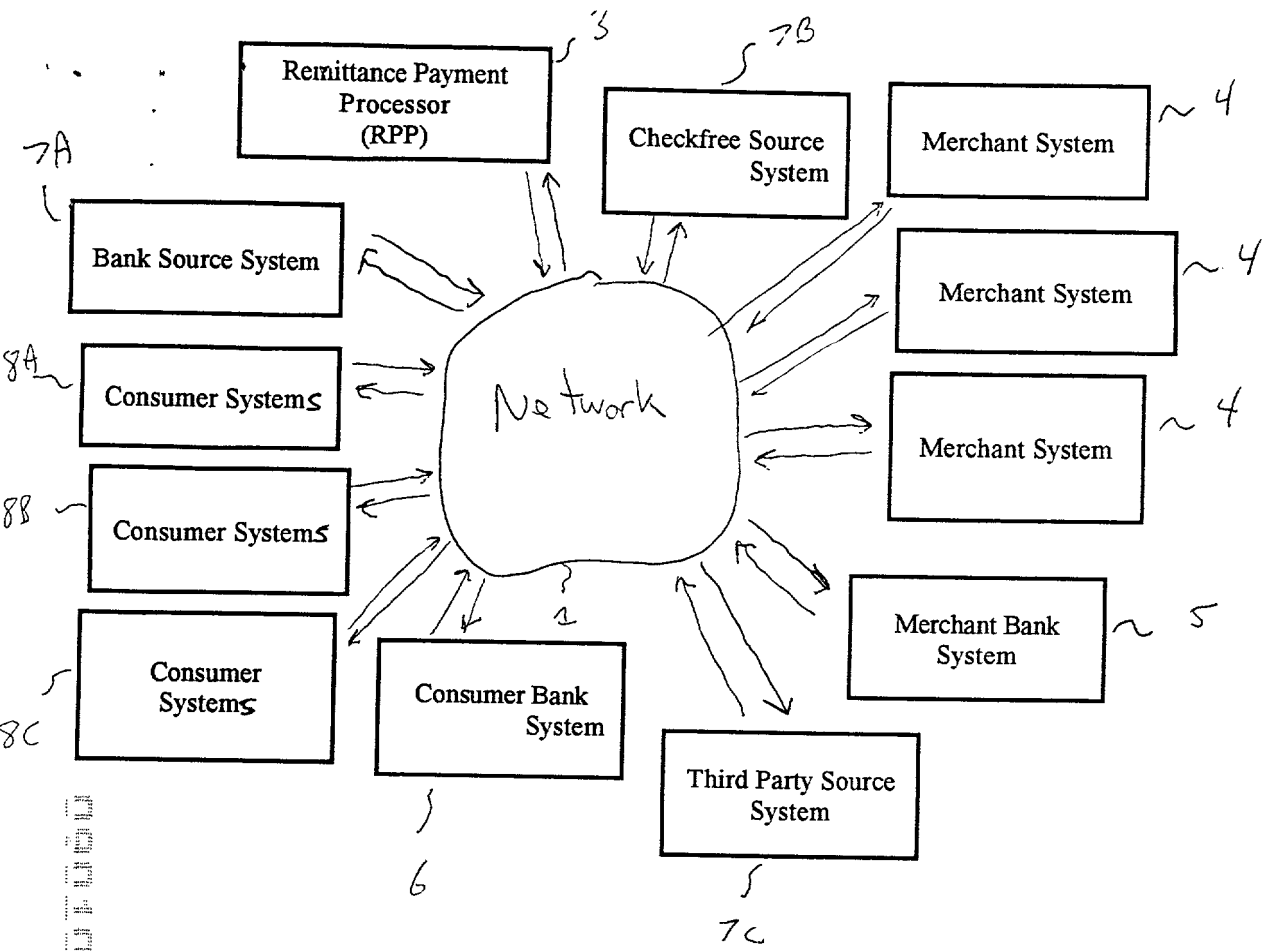 3
7B
Remittance Payment
Processor
(RPP)
4
Checkfree Source
System
Merchant System
7A
Bank Source System
4
Merchant System
8A
Consumer Systems
Network
4
Merchant System
8B
Consumer Systems
1
5
Merchant Bank
System
8C
Consumer
Systems
Consumer Bank
System
Third Party Source
System
6
7C